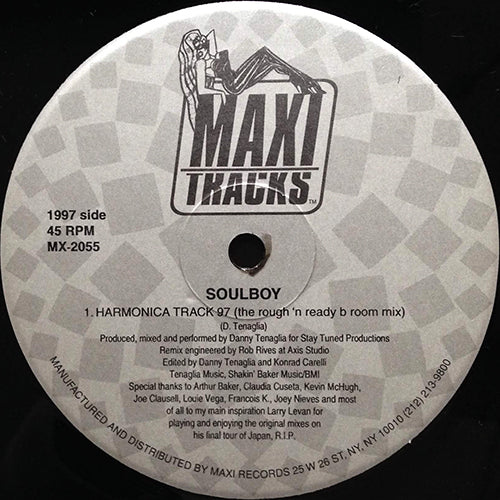 MAXI
TRACKS
TM
1997 side
45 RPM
MX-2055
SOULBOY
1. HARMONICA TRACK 97 (the rough 'n ready b room mix)
(D. Tenaglia)
Produced, mixed and performed by Danny Tenaglia for Stay Tuned Productions
Remix engineered by Rob Rives at Axis Studio
Edited by Danny Tenaglia and Konrad Carelli
Tenaglia Music, Shakin' Baker Music/BMI
Special thanks to Arthur Baker, Claudia Cuseta, Kevin McHugh,
Joe Clausell, Louie Vega, Francois K., Joey Nieves and most
of all to my main inspiration Larry Levan for
playing and enjoying the original mixes on
his final tour of Japan, R.I.P.
MANUFACTURED AND DISTRIBUTED BY MAXI RECORDS 25 W 26 ST, NY, NY 10010 (212) 213-9800